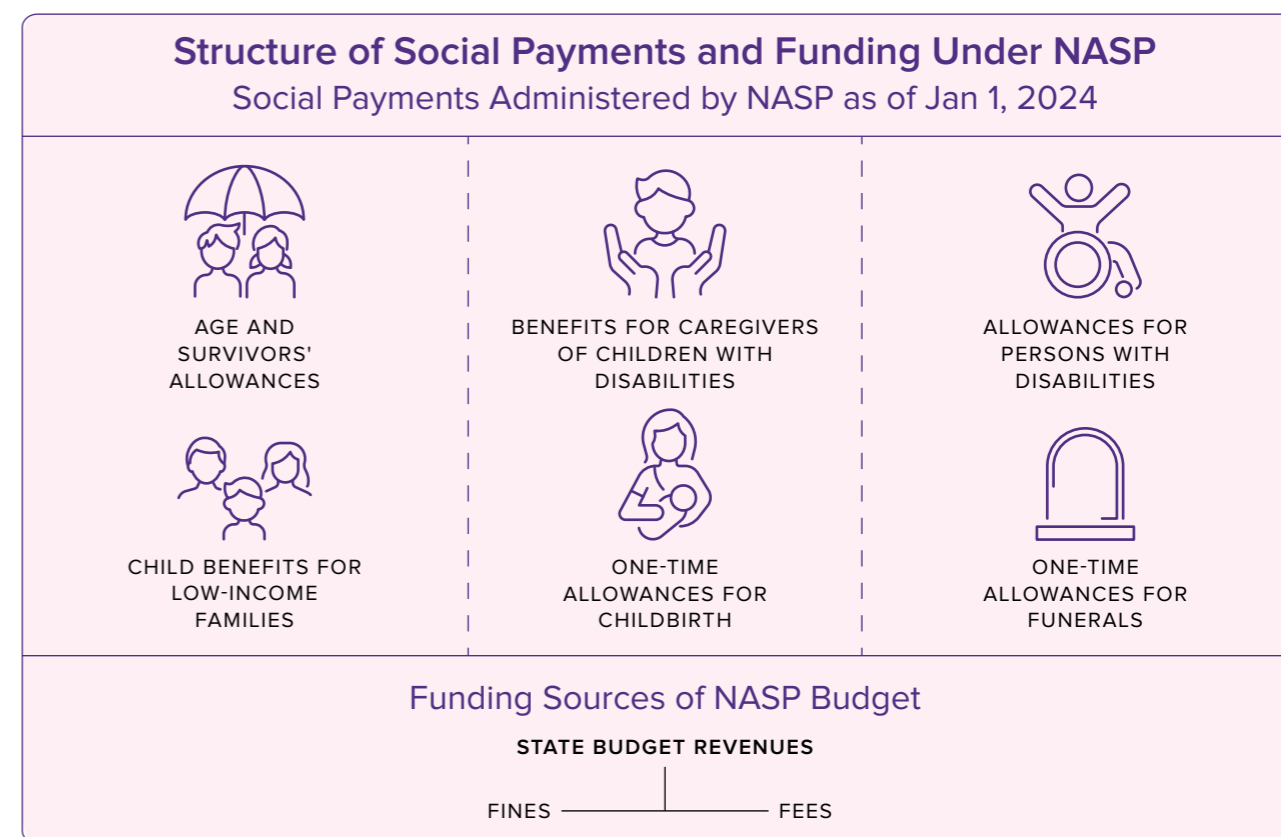 Structure of Social Payments and Funding Under NASP
Social Payments Administered by NASP as of Jan 1, 2024
AGE AND
SURVIVORS'
ALLOWANCES
BENEFITS FOR CAREGIVERS
OF CHILDREN WITH
DISABILITIES
ALLOWANCES FOR
PERSONS WITH
DISABILITIES
CHILD BENEFITS FOR
LOW-INCOME
FAMILIES
ONE-TIME
ALLOWANCES FOR
CHILDBIRTH
ONE-TIME
ALLOWANCES FOR
FUNERALS
Funding Sources of NASP Budget
STATE BUDGET REVENUES
FINES
FEES